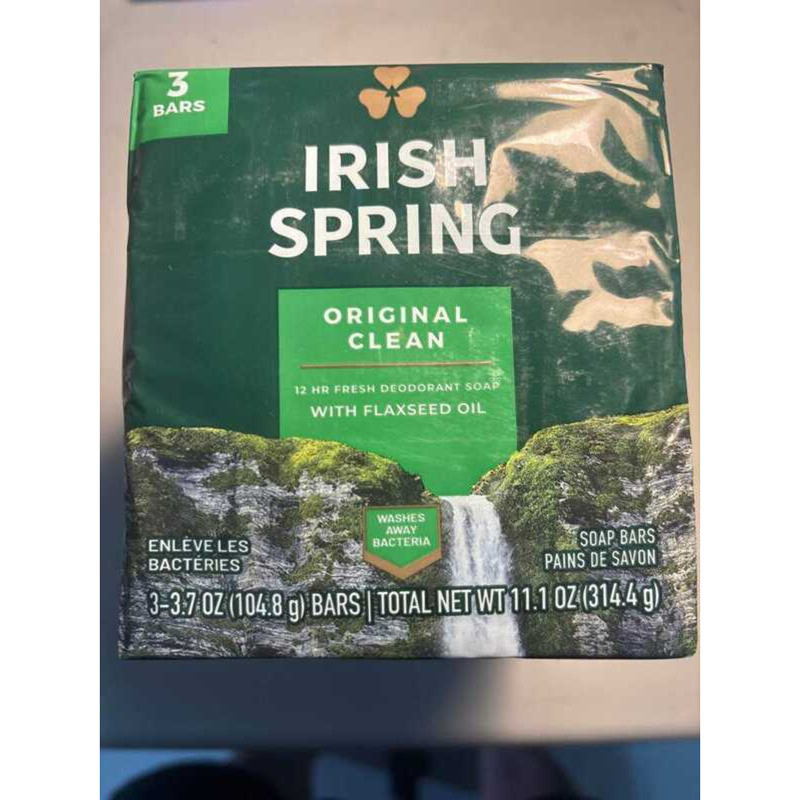 3
BARS
IRISH
SPRING
ORIGINAL
CLEAN
12 HR FRESH DEODORANT SOAP
WITH FLAXSEED OIL
WASHES
AWAY
BACTERIA
ENLÈVE LES
BACTÉRIES
SOAP BARS
PAINS DE SAVON
3-3.7 OZ (104.8 g) BARS | TOTAL NET WT 11.1 OZ (314.4 g)